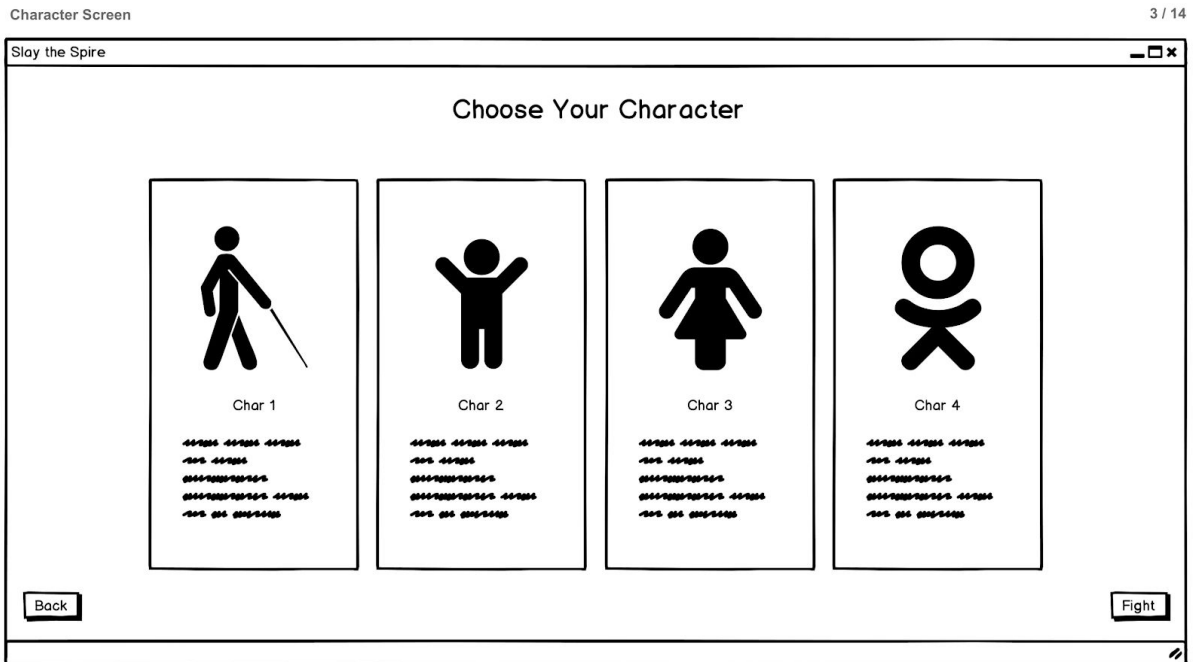 Character Screen
3 / 14
Slay the Spire
Choose Your Character
Char 1
Char 2
Char 3
Char 4
Back
Fight